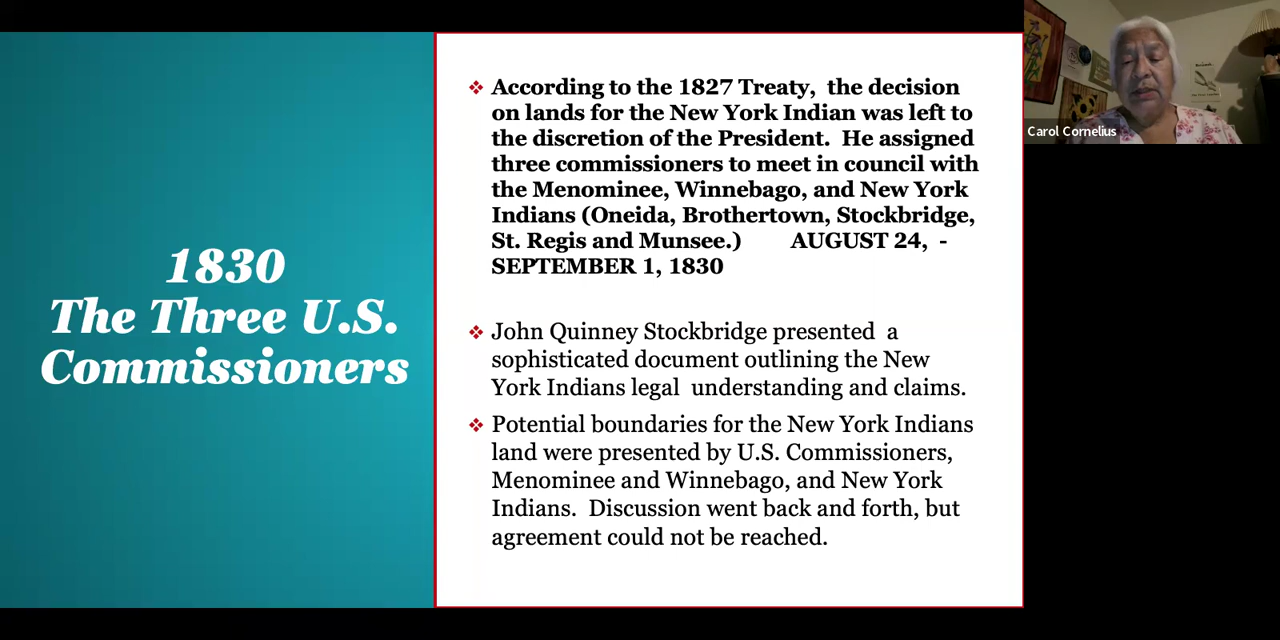 1830
The Three U.S.
Commissioners
According to the 1827 Treaty, the decision
on lands for the New York Indian was left to
the discretion of the President. He assigned
three commissioners to meet in council with
the Menominee, Winnebago, and New York
Indians (Oneida, Brothertown, Stockbridge,
St. Regis and Munsee.) AUGUST 24, -
SEPTEMBER 1, 1830
John Quinney Stockbridge presented a
sophisticated document outlining the New
York Indians legal understanding and claims.
Potential boundaries for the New York Indians
land were presented by U.S. Commissioners,
Menominee and Winnebago, and New York
Indians. Discussion went back and forth, but
agreement could not be reached.
Carol Cornelius